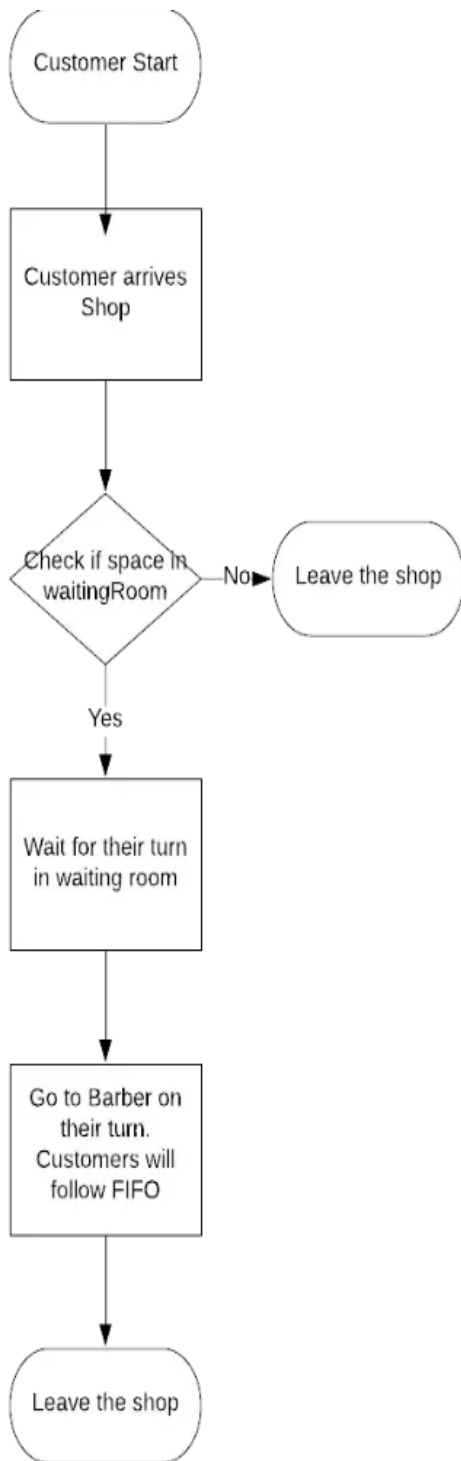 Customer Start
Customer arrives
Shop
Check if space in
waitingRoom
No
Leave the shop
Yes
Wait for their turn
in waiting room
Go to Barber on
their turn.
Customers will
follow FIFO
Leave the shop